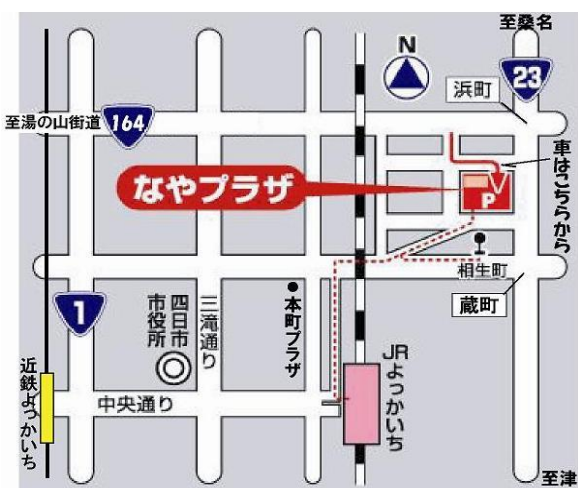 至桑名
N
23
浜町
至湯の山街道
164
車はこちらから
なやプラザ
P
相生町
蔵町
1
四日市
市役所
三滝通り
本町プラザ
JRよっかいち
近鉄よっかいち
中央通り
至津